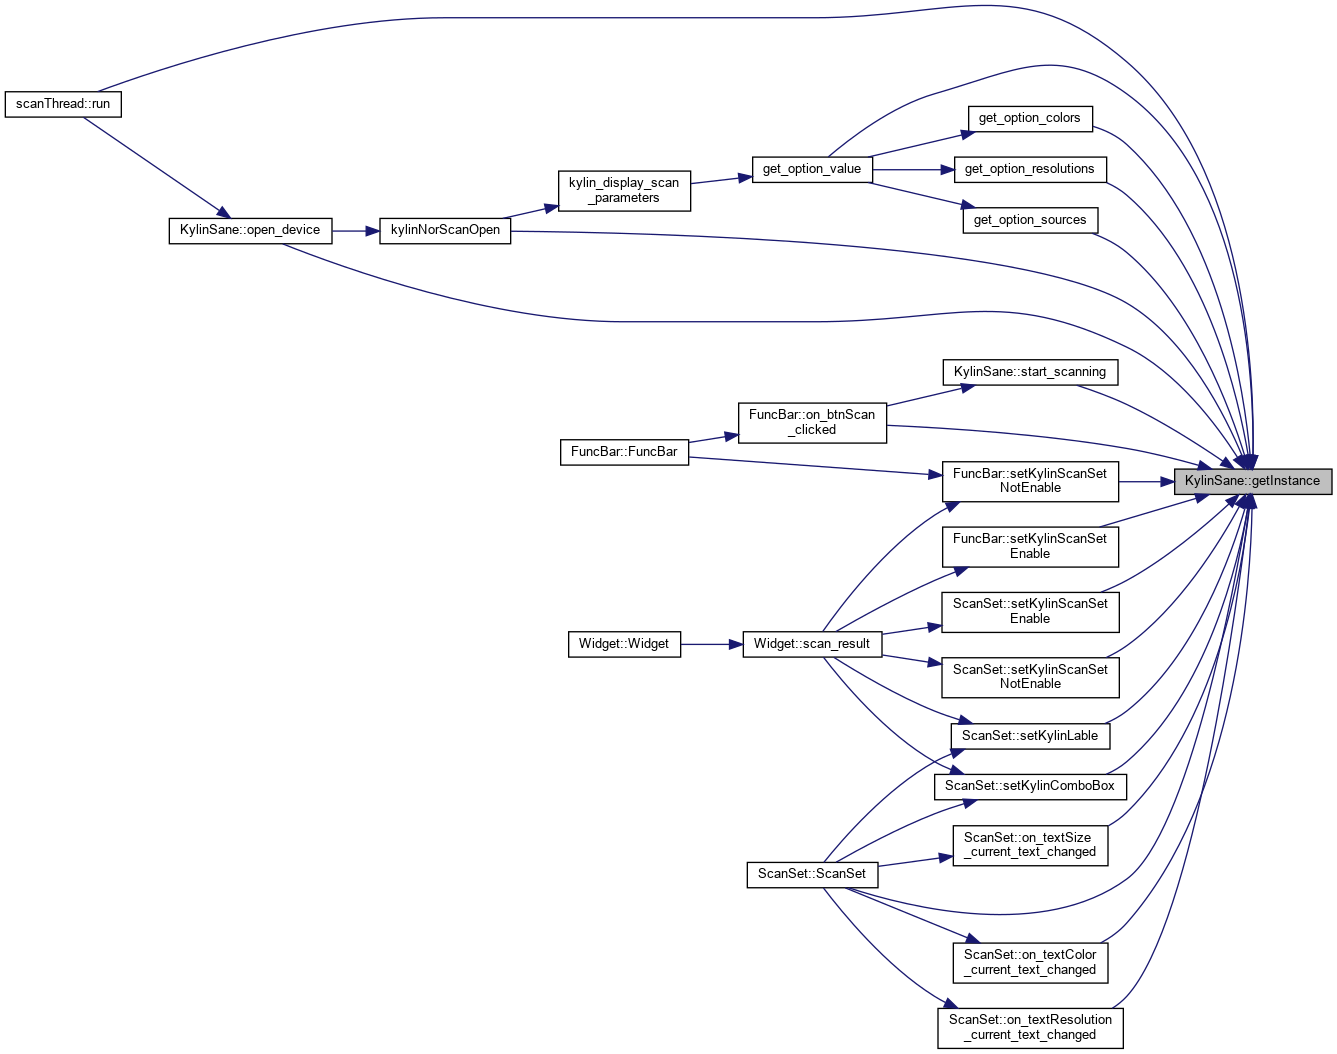 scanThread::run
get_option_colors
get_option_value
get_option_resolutions
kylin_display_scan
_parameters
get_option_sources
KylinSane::open_device
kylinNorScanOpen
KylinSane::start_scanning
FuncBar::on_btnScan
_clicked
FuncBar::FuncBar
FuncBar::setKylinScanSet
NotEnable
KylinSane::getInstance
FuncBar::setKylinScanSet
Enable
ScanSet::setKylinScanSet
Enable
Widget::Widget
Widget::scan_result
ScanSet::setKylinScanSet
NotEnable
ScanSet::setKylinLable
ScanSet::setKylinComboBox
ScanSet::on_textSize
_current_text_changed
ScanSet::ScanSet
ScanSet::on_textColor
_current_text_changed
ScanSet::on_textResolution
_current_text_changed